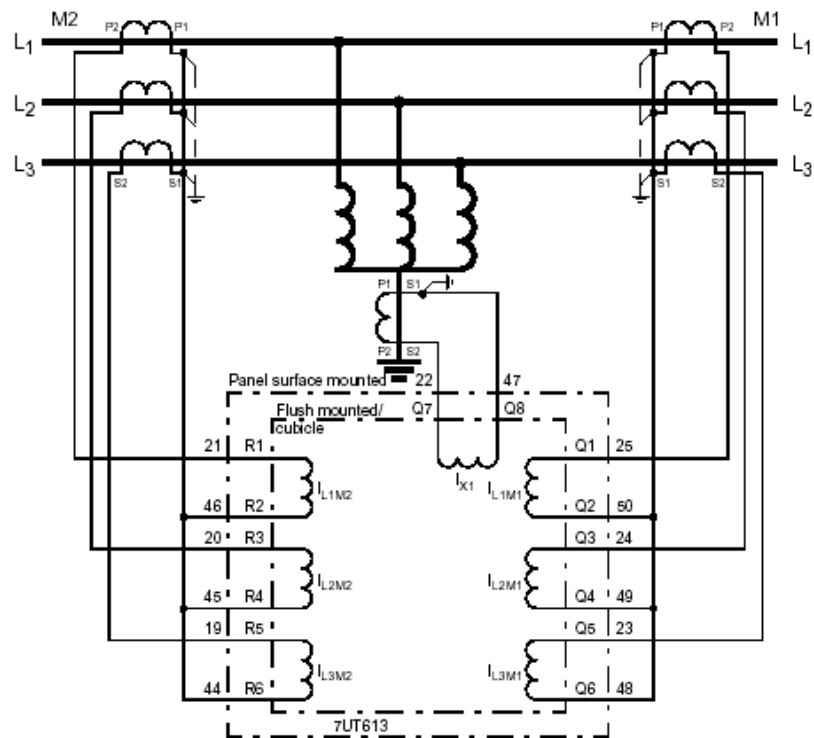 M2 P2 P1 P1 P2 M1
L1 L1
L2 L2
L3 L3
S2 S1 S1 S2
P1 S1
P2 S2
Panel surface mounted 22 47
Flush mounted/ Q7 Q8
cubicle
21 R1 Q1 25
IX1
IL1M2 IL1M1
46 R2 Q2 50
20 R3 Q3 24
IL2M2 IL2M1
45 R4 Q4 49
19 R5 Q5 23
IL3M2 IL3M1
44 R6 Q6 48
7UT613